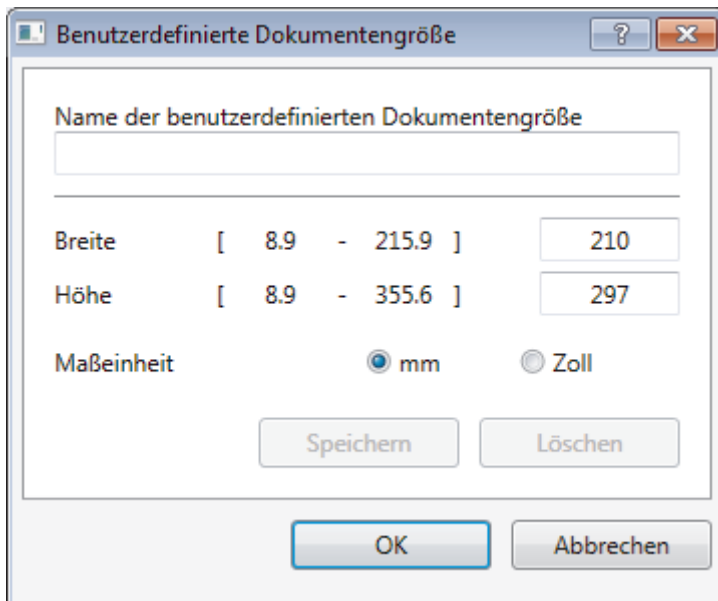 Benutzerdefinierte Dokumentengröße
Name der benutzerdefinierten Dokumentengröße
Breite [ 8.9 - 215.9 ] 210
Höhe [ 8.9 - 355.6 ] 297
Maßeinheit mm Zoll
Speichern Löschen
OK Abbrechen